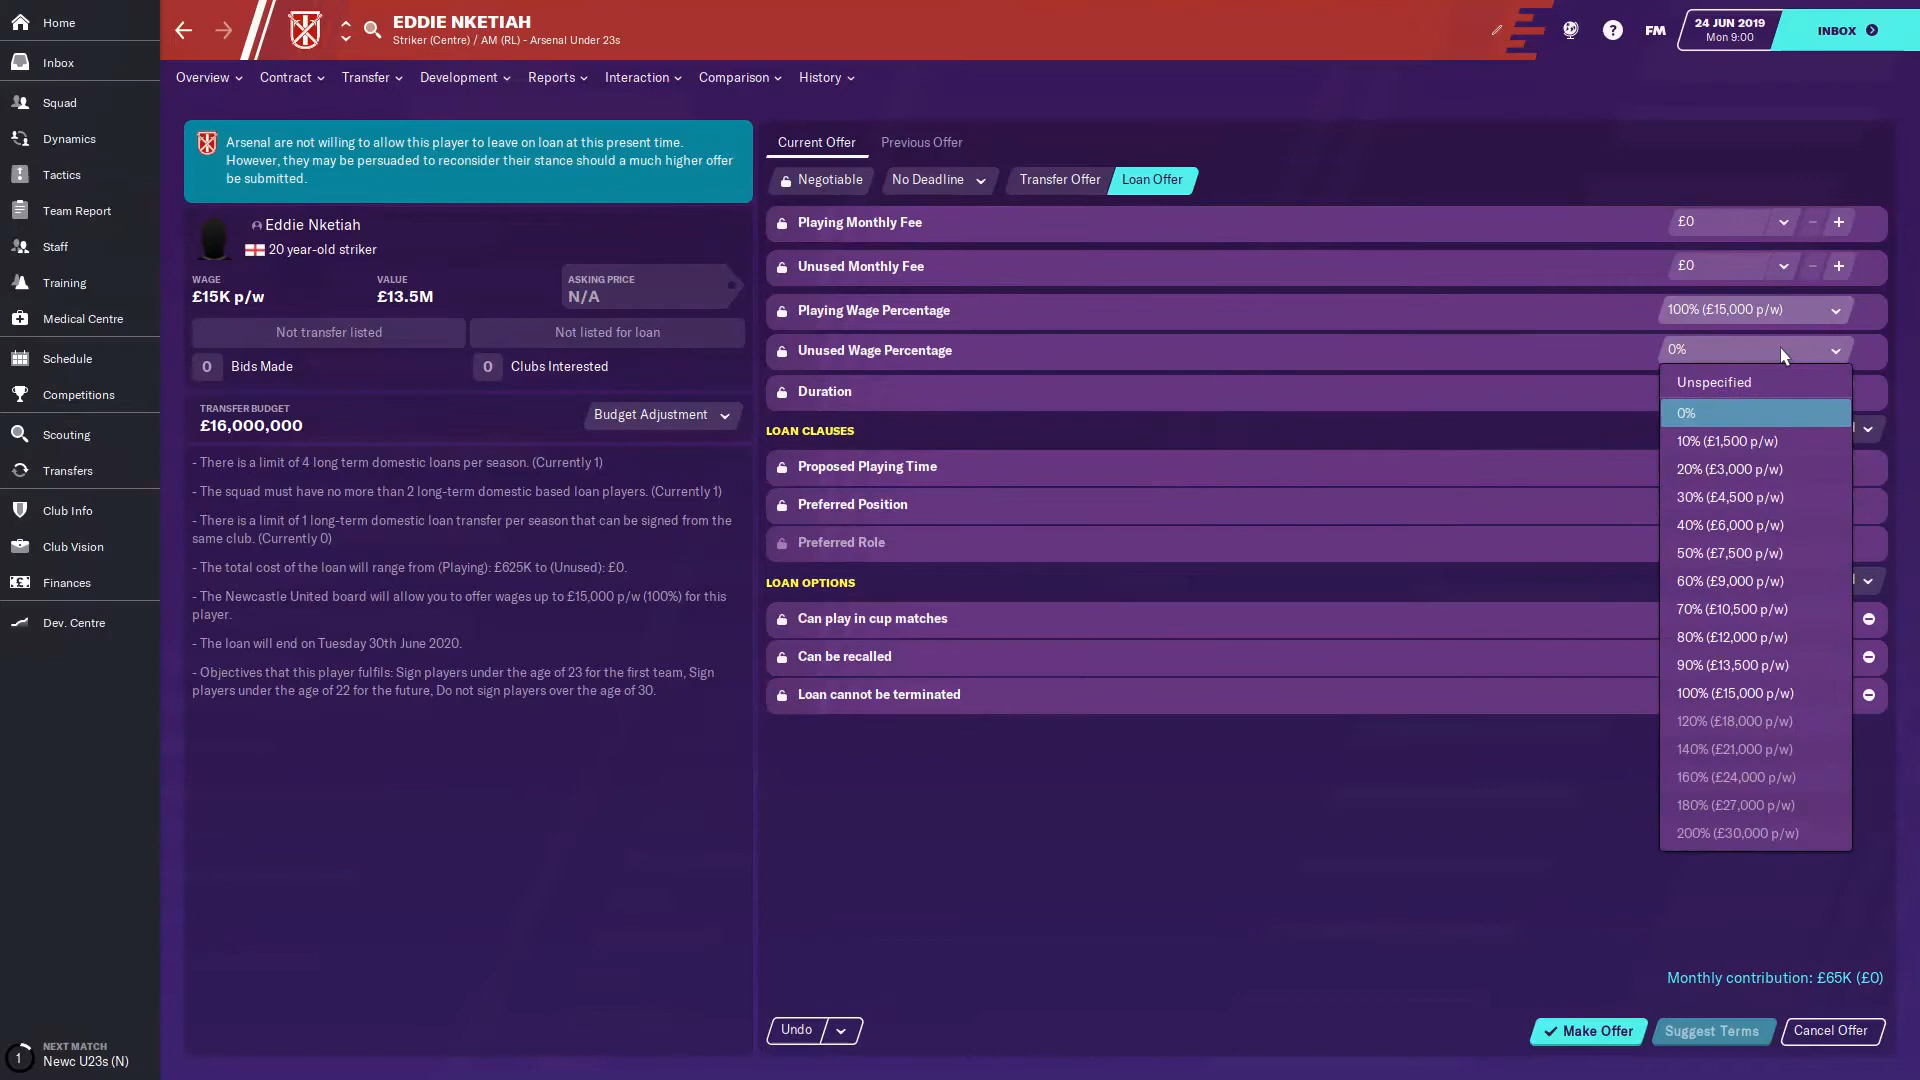 Home
Inbox
Squad
Dynamics
Tactics
Team Report
Staff
Training
Medical Centre
Schedule
Competitions
Scouting
Transfers
Club Info
Club Vision
Finances
Dev. Centre
1
NEXT MATCH
Newc U23s (N)
EDDIE NKETIAH
Striker (Centre) / AM (RL) - Arsenal Under 23s
?
FM
24 JUN 2019
Mon 9:00
INBOX
Overview
Contract
Transfer
Development
Reports
Interaction
Comparison
History
Arsenal are not willing to allow this player to leave on loan at this present time.
However, they may be persuaded to reconsider their stance should a much higher offer
be submitted.
Eddie Nketiah
20 year-old striker
WAGE
£15K p/w
VALUE
£13.5M
ASKING PRICE
N/A
Not transfer listed
Not listed for loan
0 Bids Made
0 Clubs Interested
TRANSFER BUDGET
£16,000,000
Budget Adjustment
- There is a limit of 4 long term domestic loans per season. (Currently 1)
- The squad must have no more than 2 long-term domestic based loan players. (Currently 1)
- There is a limit of 1 long-term domestic loan transfer per season that can be signed from the
same club. (Currently 0)
- The total cost of the loan will range from (Playing): £625K to (Unused): £0.
- The Newcastle United board will allow you to offer wages up to £15,000 p/w (100%) for this
player.
- The loan will end on Tuesday 30th June 2020.
- Objectives that this player fulfils: Sign players under the age of 23 for the first team, Sign
players under the age of 22 for the future, Do not sign players over the age of 30.
Current Offer
Previous Offer
Negotiable
No Deadline
Transfer Offer
Loan Offer
Playing Monthly Fee
£0
Unused Monthly Fee
£0
Playing Wage Percentage
100% (£15,000 p/w)
Unused Wage Percentage
0%
Duration
LOAN CLAUSES
Proposed Playing Time
Preferred Position
Preferred Role
LOAN OPTIONS
Can play in cup matches
Can be recalled
Loan cannot be terminated
Unspecified
0%
10% (£1,500 p/w)
20% (£3,000 p/w)
30% (£4,500 p/w)
40% (£6,000 p/w)
50% (£7,500 p/w)
60% (£9,000 p/w)
70% (£10,500 p/w)
80% (£12,000 p/w)
90% (£13,500 p/w)
100% (£15,000 p/w)
120% (£18,000 p/w)
140% (£21,000 p/w)
160% (£24,000 p/w)
180% (£27,000 p/w)
200% (£30,000 p/w)
Monthly contribution: £65K (£0)
Undo
Make Offer
Suggest Terms
Cancel Offer